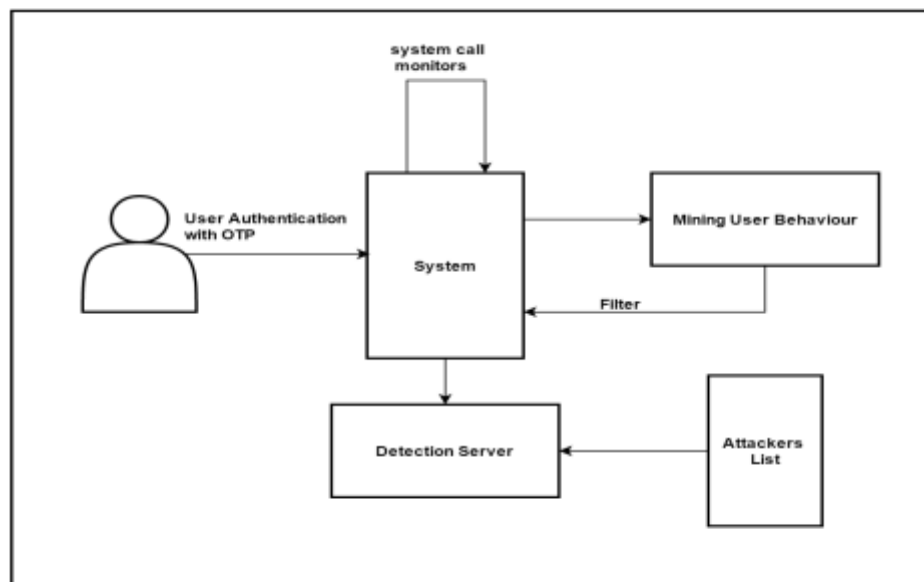 system call
monitors
User Authentication
with OTP
System
Mining User Behaviour
Filter
Detection Server
Attackers
List